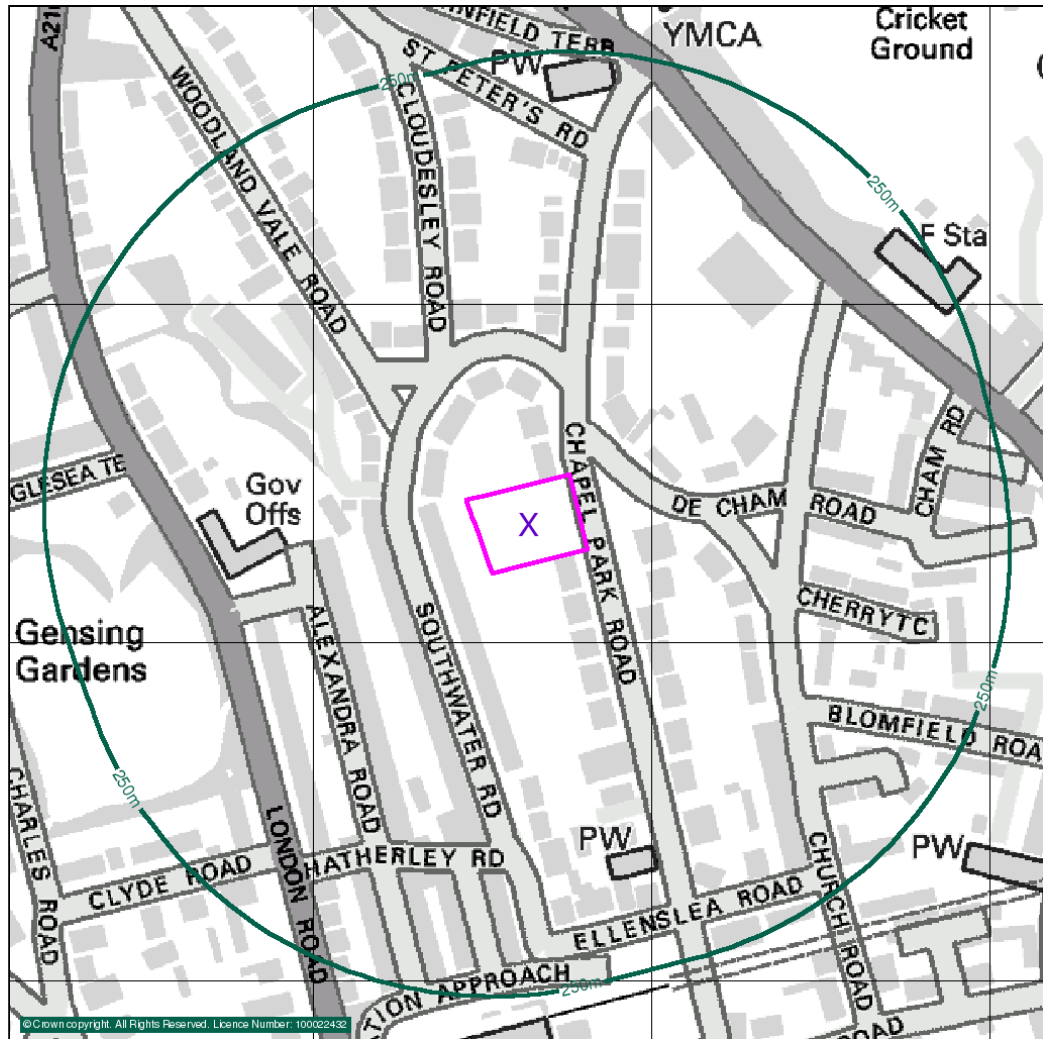 A21
NFIELD TERR
YMCA
Cricket
Ground
PW
ST PETER'S RD
250m
WOODLAND VALE ROAD
CLOUDESLEY ROAD
250m
F Sta
CHAPEL PARK ROAD
CHAM RD
GLESEA TE
Gov
Offs
DE CHAM ROAD
X
CHERRYTC
Gensing
Gardens
ALEXANDRA ROAD
SOUTHWATER RD
250m
BLOMFIELD ROA
250m
CHARLES ROAD
LONDON ROAD
PW
PW
CHURCH ROAD
HATHERLEY RD
CLYDE ROAD
ELLENSLEA ROAD
TION APPROACH
250m
© Crown copyright. All Rights Reserved. Licence Number: 100022432
OAD